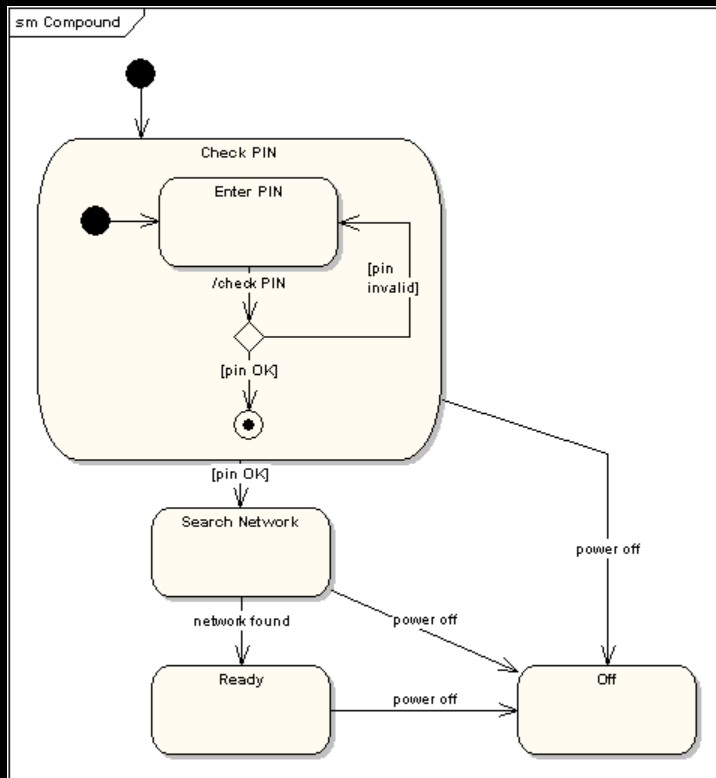 sm Compound
Check PIN
Enter PIN
/check PIN
[pin
invalid]
[pin OK]
[pin OK]
Search Network
power off
network found
power off
Ready
Off
power off